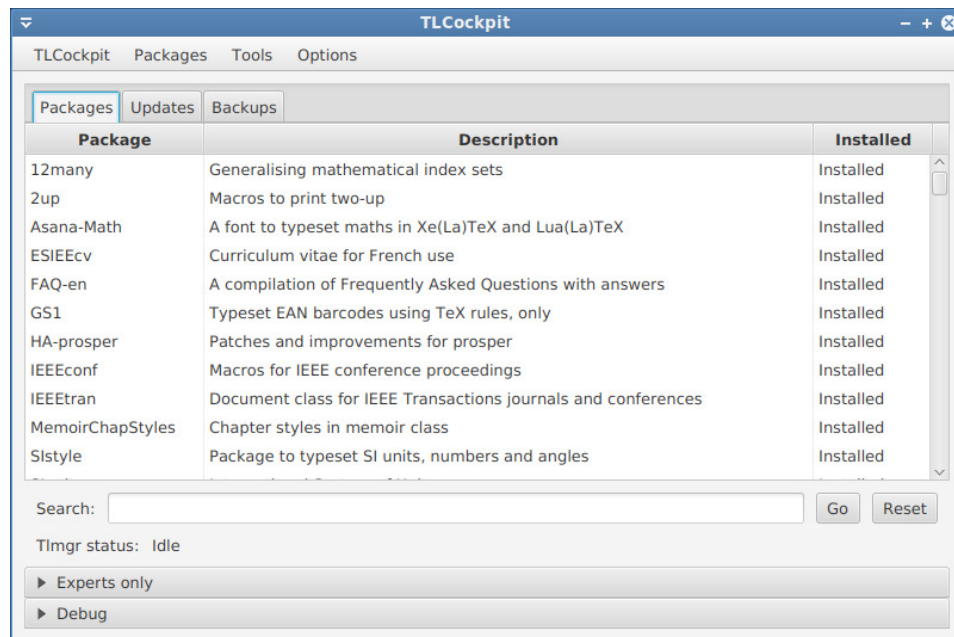 TLCockpit
TLCockpit Packages Tools Options
Packages Updates Backups
Package Description Installed
12many Generalising mathematical index sets Installed
2up Macros to print two-up Installed
Asana-Math A font to typeset maths in Xe(La)TeX and Lua(La)TeX Installed
ESIEEcv Curriculum vitae for French use Installed
FAQ-en A compilation of Frequently Asked Questions with answers Installed
GS1 Typeset EAN barcodes using TeX rules, only Installed
HA-prosper Patches and improvements for prosper Installed
IEEEconf Macros for IEEE conference proceedings Installed
IEEEtran Document class for IEEE Transactions journals and conferences Installed
MemoirChapStyles Chapter styles in memoir class Installed
SIstyle Package to typeset SI units, numbers and angles Installed
Search: Go Reset
Tlmgr status: Idle
Experts only
Debug